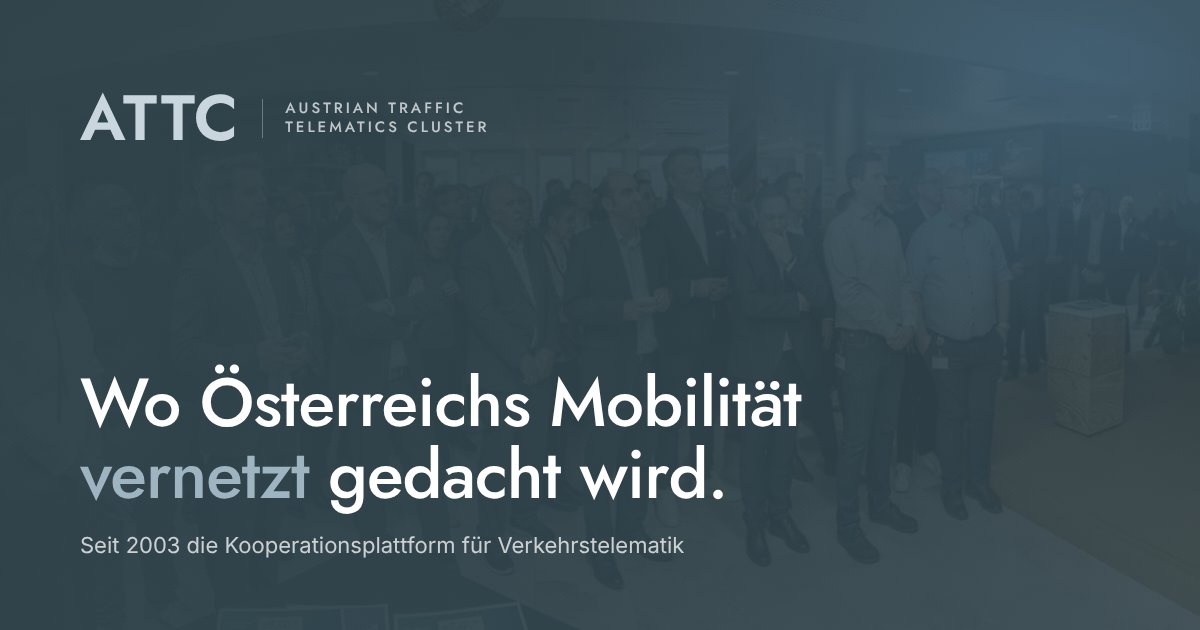 ATTC
AUSTRIAN TRAFFIC
TELEMATICS CLUSTER
Wo Österreichs Mobilität
vernetzt gedacht wird.
Seit 2003 die Kooperationsplattform für Verkehrstelematik